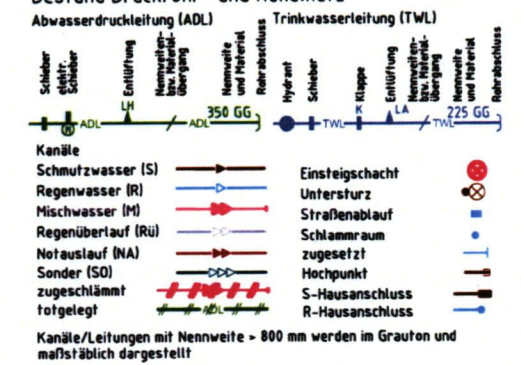 Abwasserdruckleitung (ADL)
Trinkwasserleitung (TWL)
Schieber
elektr. Schieber
Entlüftung
Nennweiten- bzw. Material- übergang
Nennweite und Material
Rohrabschluss
Hydrant
Schieber
Klappe
Entlüftung
Nennweiten- bzw. Material- übergang
Nennweite und Material
Rohrabschluss
LH
350 GG
K
LA
225 GG
M
ADL
ADL
TWL
TWL
Kanäle
Schmutzwasser (S)
Regenwasser (R)
Mischwasser (M)
Regenüberlauf (Rü)
Notauslauf (NA)
Sonder (SO)
zugeschlämmt
totgelegt
ADL
Einsteigschacht
Untersturz
Straßenablauf
Schlammraum
zugesetzt
Hochpunkt
S-Hausanschluss
R-Hausanschluss
Kanäle/Leitungen mit Nennweite > 800 mm werden im Grauton und
maßstäblich dargestellt